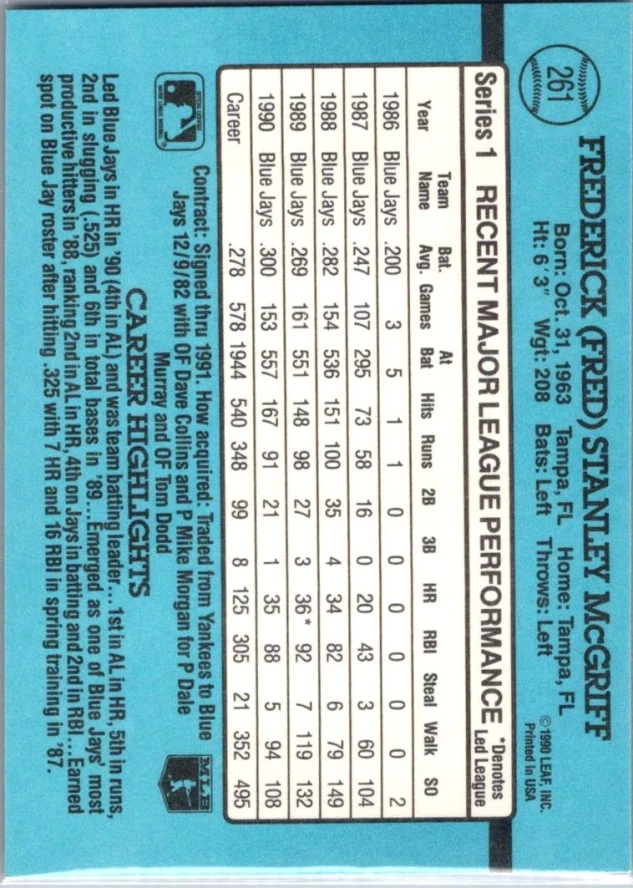 261
FREDERICK (FRED) STANLEY McGRIFF
Born: Oct. 31, 1963 Tampa, FL Home: Tampa, FL
Ht: 6′3″ Wgt: 208 Bats: Left Throws: Left
©1990 LEAF, INC.
Printed in USA
Series 1 RECENT MAJOR LEAGUE PERFORMANCE *Denotes Led League
Year Team Name Bat. Avg. Games At Bat Hits Runs 2B 3B HR RBI Steal Walk SO
1986 Blue Jays .200 3 5 1 1 0 0 0 0 0 0 2
1987 Blue Jays .247 107 295 73 58 16 0 20 43 3 60 104
1988 Blue Jays .282 154 536 151 100 35 4 34 82 6 79 149
1989 Blue Jays .269 161 551 148 98 27 3 36* 92 7 119 132
1990 Blue Jays .300 153 557 167 91 21 1 35 88 5 94 108
Career .278 578 1944 540 348 99 8 125 305 21 352 495
Contract: Signed thru 1991. How acquired: Traded from Yankees to Blue
Jays 12/9/82 with OF Dave Collins and P Mike Morgan for P Dale
Murray and OF Tom Dodd
MLB
CAREER HIGHLIGHTS
Led Blue Jays in HR in '90 (4th in AL) and was team batting leader...1st in AL in HR, 5th in runs,
2nd in slugging (.525) and 6th in total bases in '89...Emerged as one of Blue Jays' most
productive hitters in '88, ranking 2nd in AL in HR, 4th on Jays in batting and 2nd in RBI...Earned
spot on Blue Jay roster after hitting .325 with 7 HR and 16 RBI in spring training in '87.